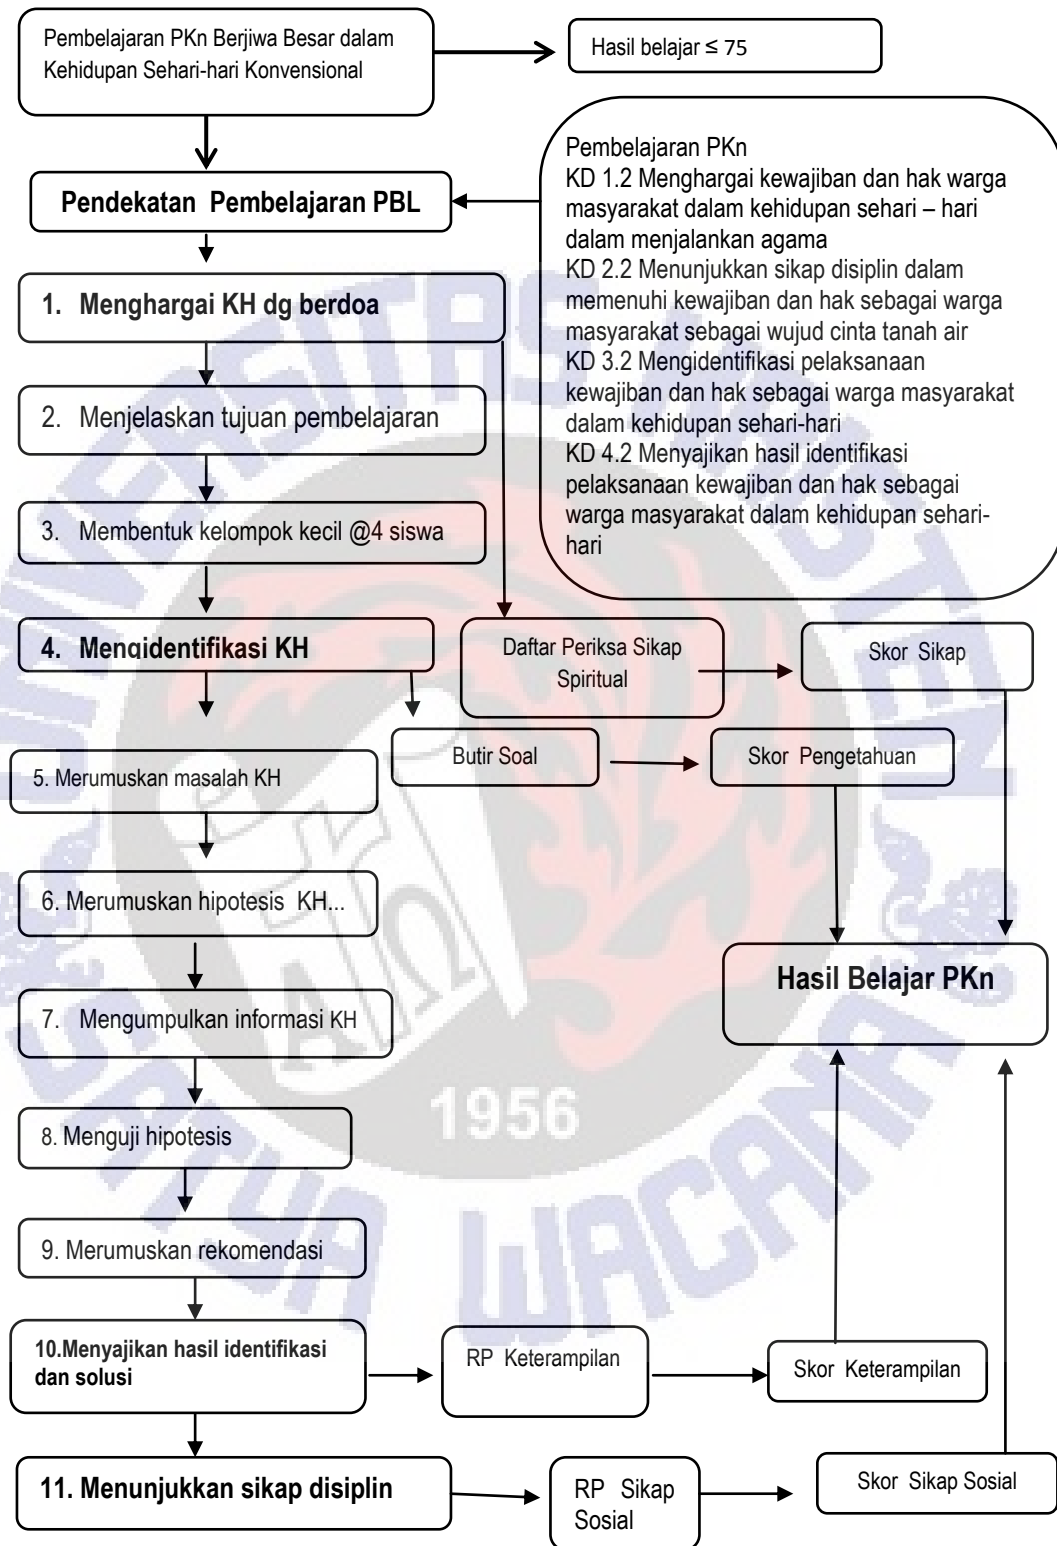 Pembelajaran PKn Berjiwa Besar dalam
Kehidupan Sehari-hari Konvensional
Hasil belajar ≤ 75
Pendekatan Pembelajaran PBL
Pembelajaran PKn
KD 1.2 Menghargai kewajiban dan hak warga
masyarakat dalam kehidupan sehari – hari
dalam menjalankan agama
KD 2.2 Menunjukkan sikap disiplin dalam
memenuhi kewajiban dan hak sebagai warga
masyarakat sebagai wujud cinta tanah air
KD 3.2 Mengidentifikasi pelaksanaan
kewajiban dan hak sebagai warga masyarakat
dalam kehidupan sehari-hari
KD 4.2 Menyajikan hasil identifikasi
pelaksanaan kewajiban dan hak sebagai
warga masyarakat dalam kehidupan sehari-
hari
1. Menghargai KH dg berdoa
2. Menjelaskan tujuan pembelajaran
3. Membentuk kelompok kecil @4 siswa
4. Mengidentifikasi KH
Daftar Periksa Sikap
Spiritual
Skor Sikap
Butir Soal
Skor Pengetahuan
5. Merumuskan masalah KH
6. Merumuskan hipotesis KH...
Hasil Belajar PKn
7. Mengumpulkan informasi KH
8. Menguji hipotesis
9. Merumuskan rekomendasi
10.Menyajikan hasil identifikasi
dan solusi
RP Keterampilan
Skor Keterampilan
11. Menunjukkan sikap disiplin
RP Sikap
Sosial
Skor Sikap Sosial
UNIVERSITAS KRISTEN
SATYA WACANA
1956
ΑΩ